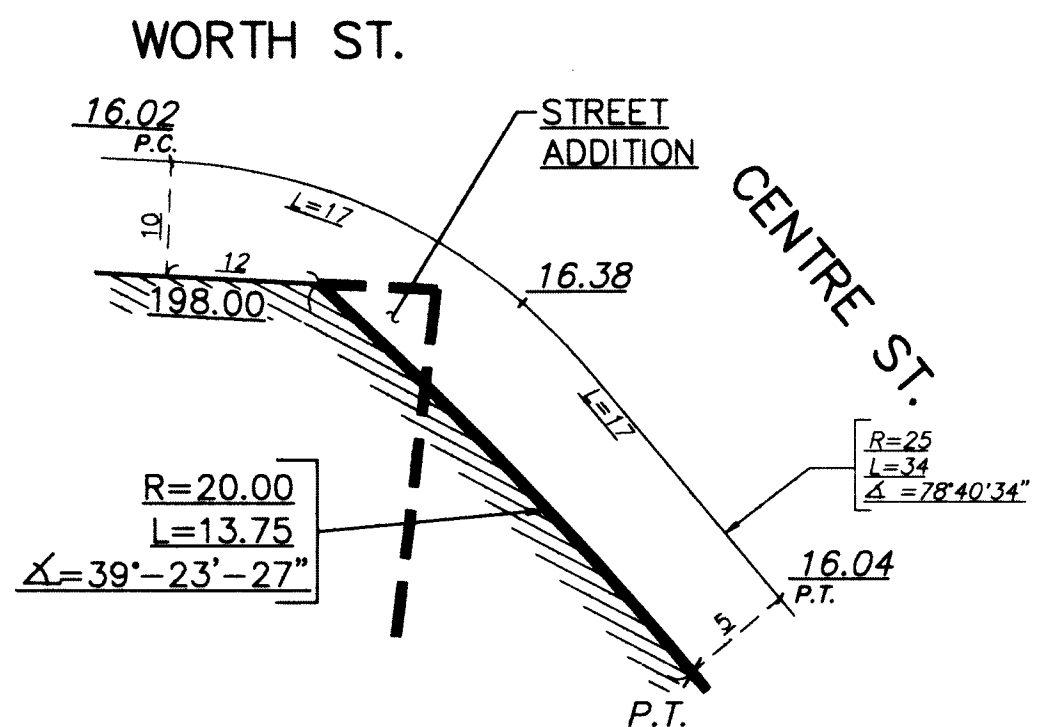 WORTH ST.
16.02
P.C.
STREET
ADDITION
CENTRE ST.
L=17
10
12
198.00
16.38
L=17
R=25
L=34
∡ =78°40'34"
R=20.00
L=13.75
∡=39°-23'-27"
16.04
P.T.
5
P.T.